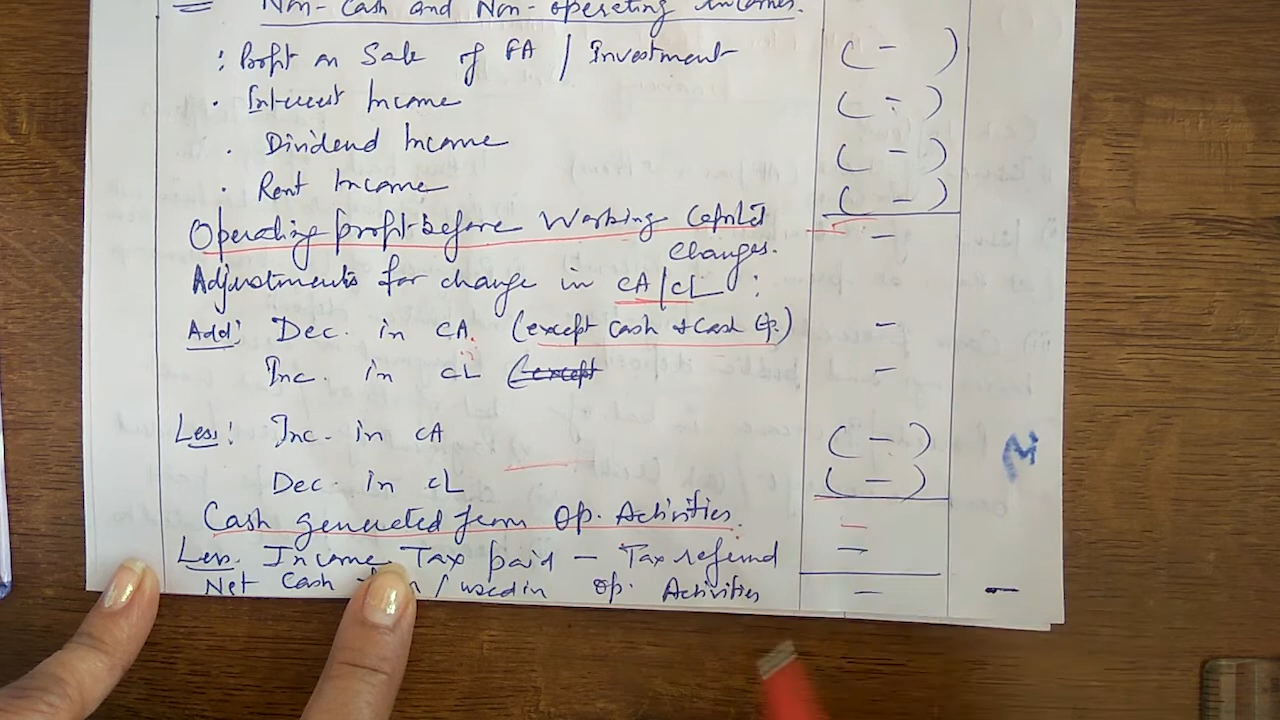 Non-Cash and Non-operating incomes.
: Profit on Sale of FA / Investment ( - )
. Interest Income ( - )
. Dividend Income ( - )
. Rent Income ( - )
Operating profit before Working Capital -
Changes.
Adjustments for change in CA/CL :
Add: Dec. in CA. (except Cash + Cash Ep.) -
Inc. in CL (except -
Less: Inc. in CA ( - )
Dec. in CL ( - )
Cash generated from Op. Activities. -
Less. Income Tax paid - Tax refund -
Net Cash / used in Op. Activities - -